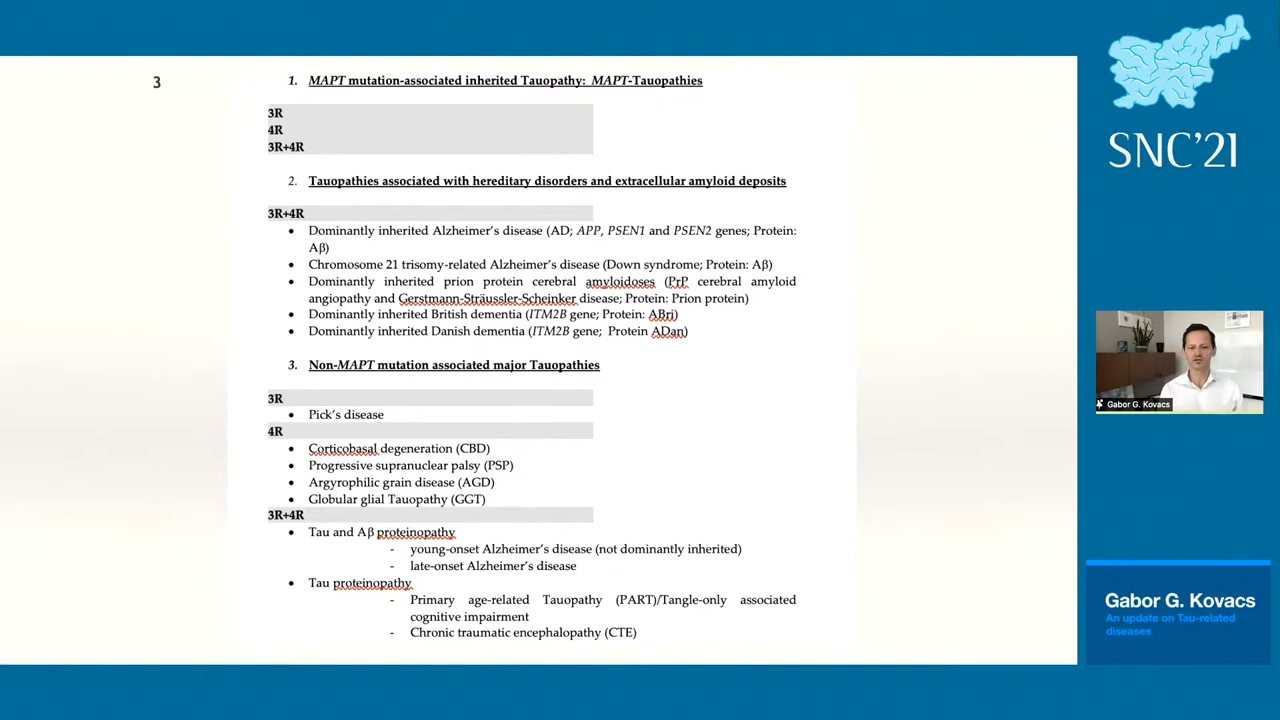 3
1. MAPT mutation-associated inherited Tauopathy: MAPT-Tauopathies
3R
4R
3R+4R
2. Tauopathies associated with hereditary disorders and extracellular amyloid deposits
3R+4R
• Dominantly inherited Alzheimer's disease (AD; APP, PSEN1 and PSEN2 genes; Protein:
Aβ)
• Chromosome 21 trisomy-related Alzheimer's disease (Down syndrome; Protein: Aβ)
• Dominantly inherited prion protein cerebral amyloidoses (PrP cerebral amyloid
angiopathy and Gerstmann-Sträussler-Scheinker disease; Protein: Prion protein)
• Dominantly inherited British dementia (ITM2B gene; Protein: ABri)
• Dominantly inherited Danish dementia (ITM2B gene; Protein ADan)
3. Non-MAPT mutation associated major Tauopathies
3R
• Pick's disease
4R
• Corticobasal degeneration (CBD)
• Progressive supranuclear palsy (PSP)
• Argyrophilic grain disease (AGD)
• Globular glial Tauopathy (GGT)
3R+4R
• Tau and Aβ proteinopathy
- young-onset Alzheimer's disease (not dominantly inherited)
- late-onset Alzheimer's disease
• Tau proteinopathy
- Primary age-related Tauopathy (PART)/Tangle-only associated
cognitive impairment
- Chronic traumatic encephalopathy (CTE)
SNC'21
Gabor G. Kovacs
Gabor G. Kovacs
An update on Tau-related
diseases